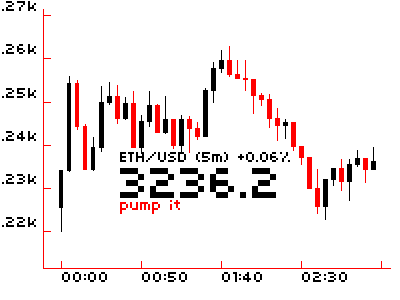 .27k
.26k
.25k
.24k
.23k
.22k
ETH/USD (5m) +0.06%
3236.2
pump it
00:00 00:50 01:40 02:30